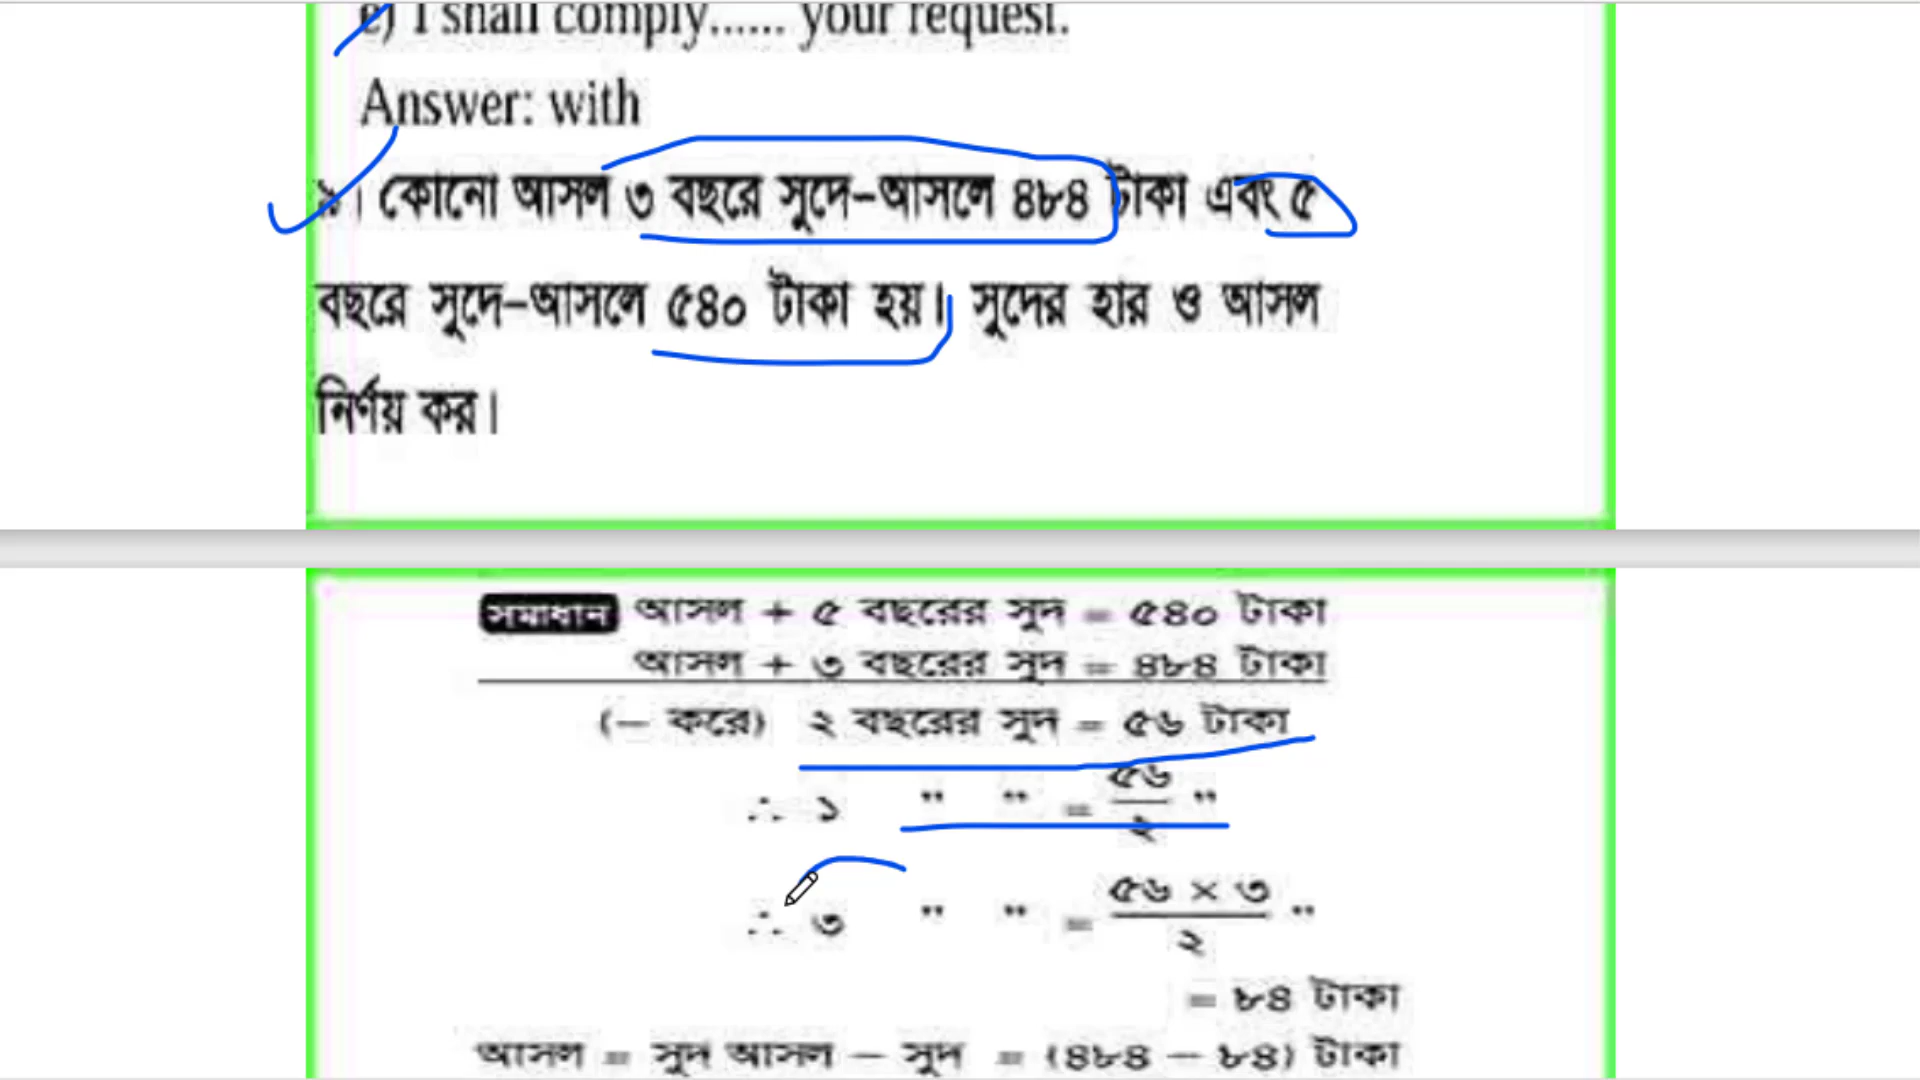 e) I shall comply...... your request.
Answer: with
৯। কোনো আসল ৩ বছরে সুদে-আসলে ৪৮৪ টাকা এবং ৫
বছরে সুদে-আসলে ৫৪০ টাকা হয়। সুদের হার ও আসল
নির্ণয় কর।
সমাধান আসল + ৫ বছরের সুদ = ৫৪০ টাকা
আসল + ৩ বছরের সুদ = ৪৮৪ টাকা
(− করে) ২ বছরের সুদ = ৫৬ টাকা
∴ ১ " " = ৫৬/২ "
∴ ৩ " " = ৫৬ × ৩/২ "
= ৮৪ টাকা
আসল = সুদ আসল − সুদ = (৪৮৪ − ৮৪) টাকা